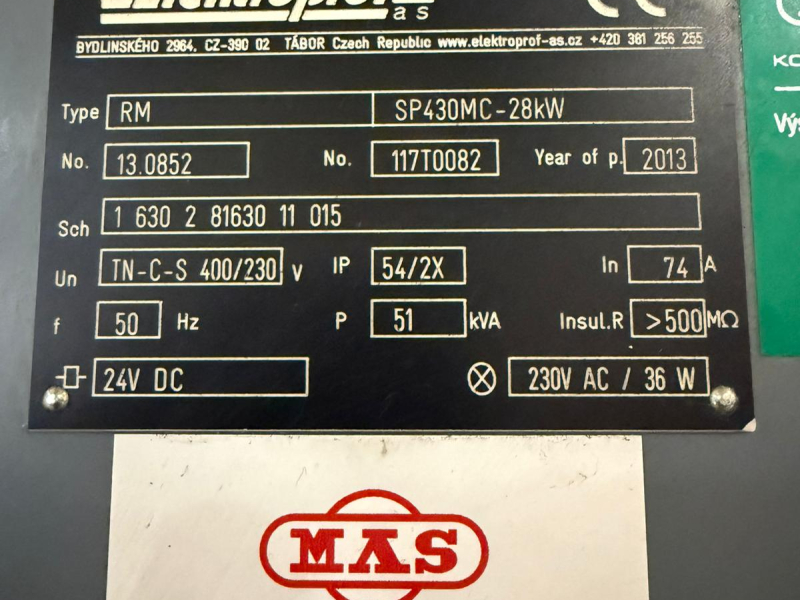 Elektroprof
a s
BYDLINSKÉHO 2964, CZ-390 02 TÁBOR Czech Republic www.elektroprof-as.cz +420 381 256 255
Type RM SP430MC-28kW
No. 13.0852 No. 117T0082 Year of p. 2013
Sch 1 630 2 81630 11 015
Un TN-C-S 400/230 V IP 54/2X In 74 A
f 50 Hz P 51 kVA Insul.R >500 MΩ
24V DC 230V AC / 36 W
MAS
KO
Výs